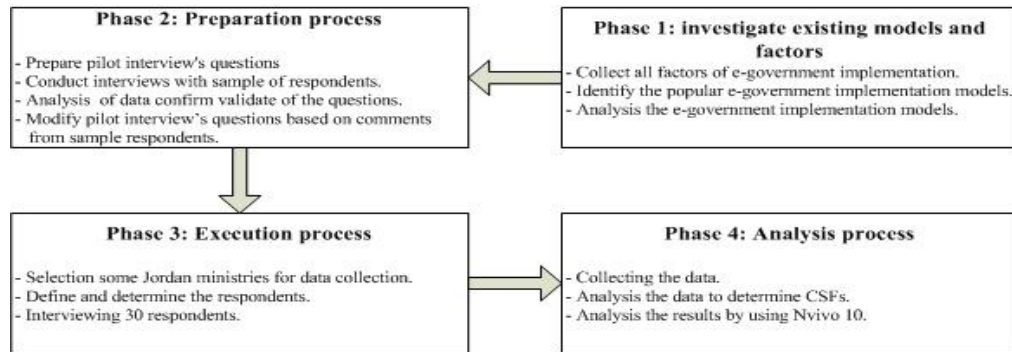 Phase 1: investigate existing models and
factors
- Collect all factors of e-government implementation.
- Identify the popular e-government implementation models.
- Analysis the e-government implementation models.
Phase 2: Preparation process
- Prepare pilot interview's questions
- Conduct interviews with sample of respondents.
- Analysis of data confirm validate of the questions.
- Modify pilot interview's questions based on comments
from sample respondents.
Phase 3: Execution process
- Selection some Jordan ministries for data collection.
- Define and determine the respondents.
- Interviewing 30 respondents.
Phase 4: Analysis process
- Collecting the data.
- Analysis the data to determine CSFs.
- Analysis the results by using Nvivo 10.